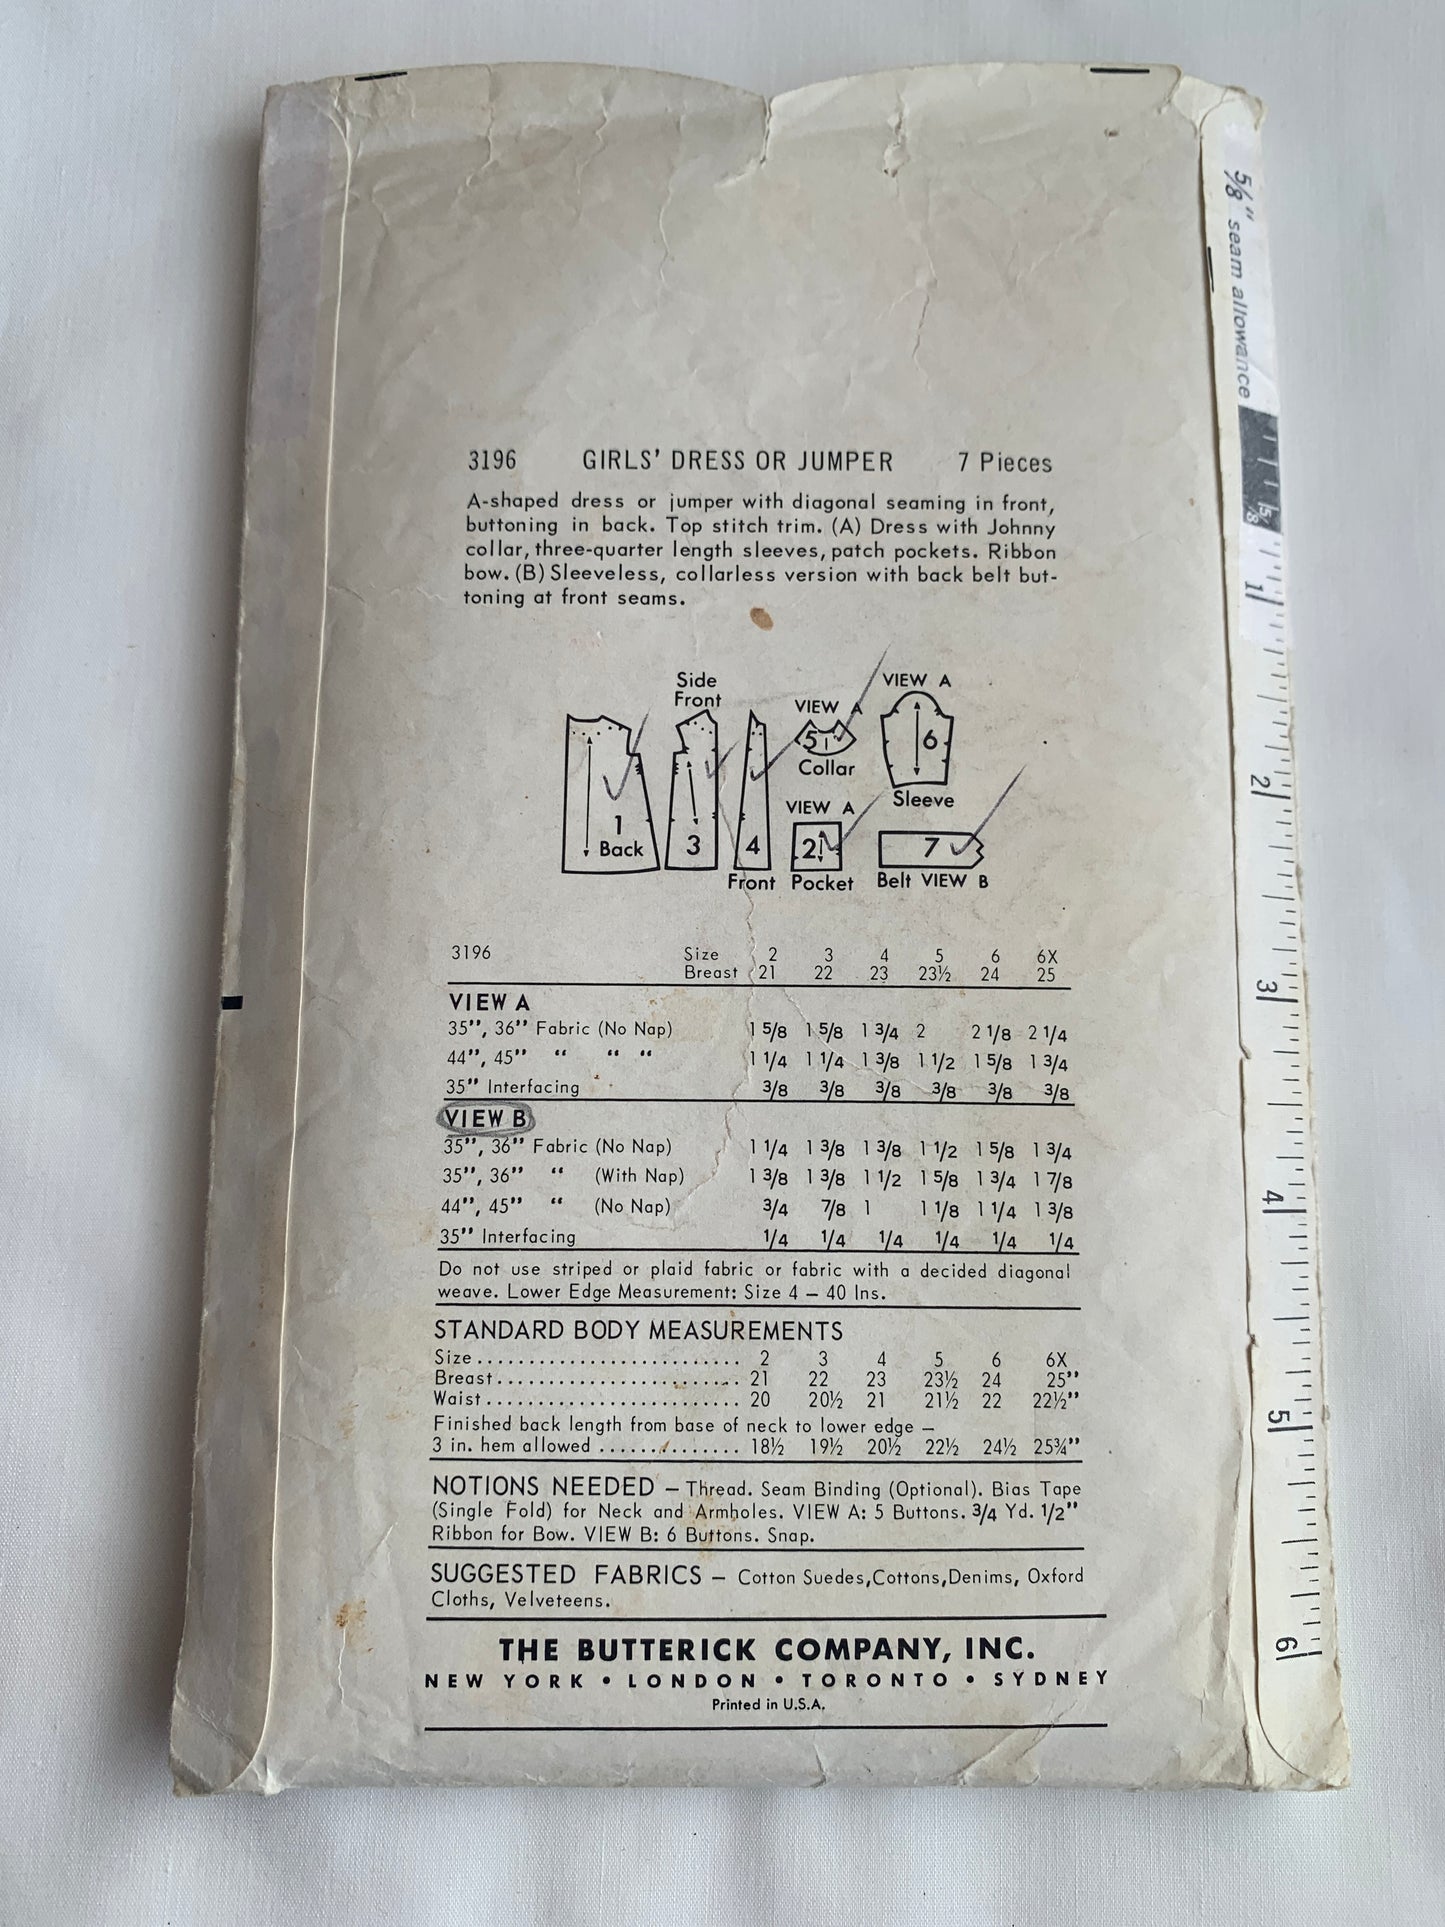 5/8" seam allowance
3196 GIRLS' DRESS OR JUMPER 7 Pieces
A-shaped dress or jumper with diagonal seaming in front,
buttoning in back. Top stitch trim. (A) Dress with Johnny
collar, three-quarter length sleeves, patch pockets. Ribbon
bow. (B) Sleeveless, collarless version with back belt but-
toning at front seams.
Side
Front
VIEW A
VIEW A
5
6
Collar
Sleeve
VIEW A
1
Back
3
4
2
7
Front Pocket Belt VIEW B
3196 Size 2 3 4 5 6 6X
Breast 21 22 23 23½ 24 25
VIEW A
35", 36" Fabric (No Nap) 1 5/8 1 5/8 1 3/4 2 2 1/8 2 1/4
44", 45" " " " 1 1/4 1 1/4 1 3/8 1 1/2 1 5/8 1 3/4
35" Interfacing 3/8 3/8 3/8 3/8 3/8 3/8
VIEW B
35", 36" Fabric (No Nap) 1 1/4 1 3/8 1 3/8 1 1/2 1 5/8 1 3/4
35", 36" " (With Nap) 1 3/8 1 3/8 1 1/2 1 5/8 1 3/4 1 7/8
44", 45" " (No Nap) 3/4 7/8 1 1 1/8 1 1/4 1 3/8
35" Interfacing 1/4 1/4 1/4 1/4 1/4 1/4
Do not use striped or plaid fabric or fabric with a decided diagonal
weave. Lower Edge Measurement: Size 4 – 40 Ins.
STANDARD BODY MEASUREMENTS
Size.......................... 2 3 4 5 6 6X
Breast........................ 21 22 23 23½ 24 25"
Waist......................... 20 20½ 21 21½ 22 22½"
Finished back length from base of neck to lower edge –
3 in. hem allowed .............. 18½ 19½ 20½ 22½ 24½ 25¾"
NOTIONS NEEDED – Thread. Seam Binding (Optional). Bias Tape
(Single Fold) for Neck and Armholes. VIEW A: 5 Buttons. 3/4 Yd. 1/2"
Ribbon for Bow. VIEW B: 6 Buttons. Snap.
SUGGESTED FABRICS – Cotton Suedes, Cottons, Denims, Oxford
Cloths, Velveteens.
THE BUTTERICK COMPANY, INC.
NEW YORK • LONDON • TORONTO • SYDNEY
Printed in U.S.A.
5/8
1
2
3
4
5
6